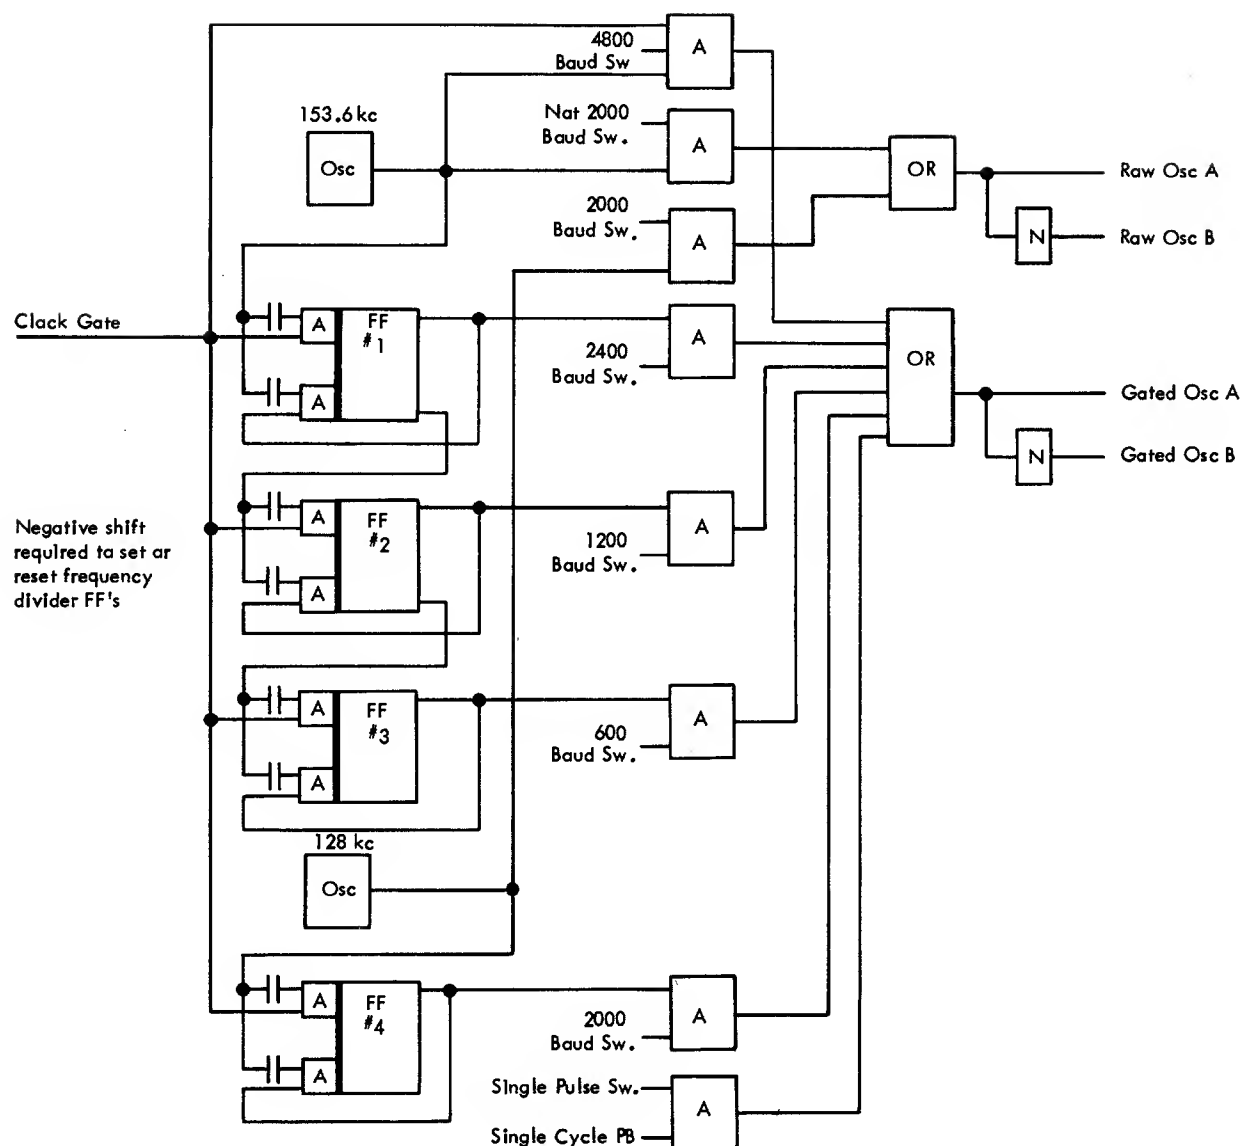 4800
Baud Sw
A
153.6 kc
Osc
Nat 2000
Baud Sw.
A
OR
Raw Osc A
N
Raw Osc B
2000
Baud Sw.
A
Clack Gate
A
FF
#1
A
2400
Baud Sw.
A
OR
Gated Osc A
N
Gated Osc B
Negative shift
required ta set ar
reset frequency
divider FF's
A
FF
#2
A
1200
Baud Sw.
A
A
FF
#3
A
600
Baud Sw.
A
128 kc
Osc
A
FF
#4
A
2000
Baud Sw.
A
Single Pulse Sw.
A
Single Cycle PB